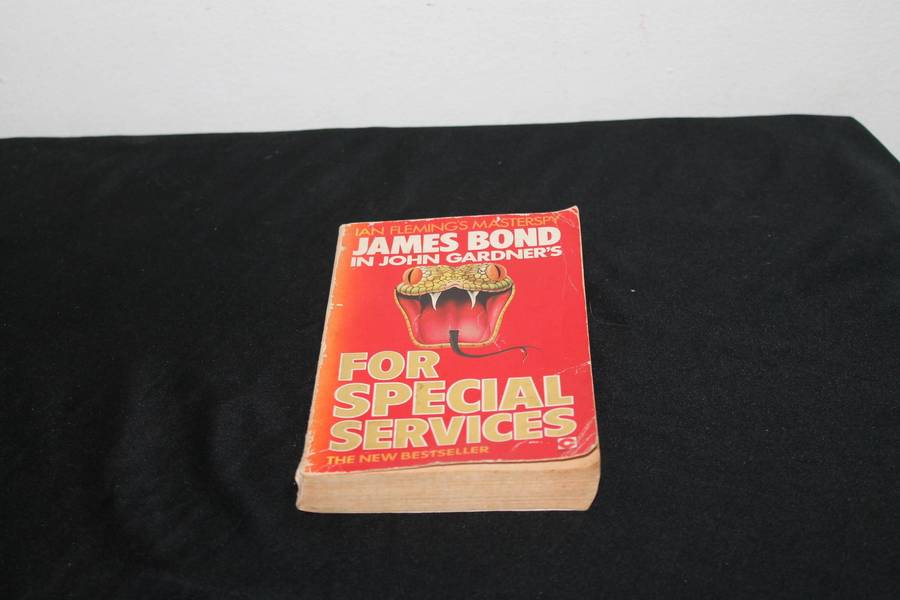 IAN FLEMING'S MASTERSPY
JAMES BOND
IN JOHN GARDNER'S
FOR
SPECIAL
SERVICES
THE NEW BESTSELLER